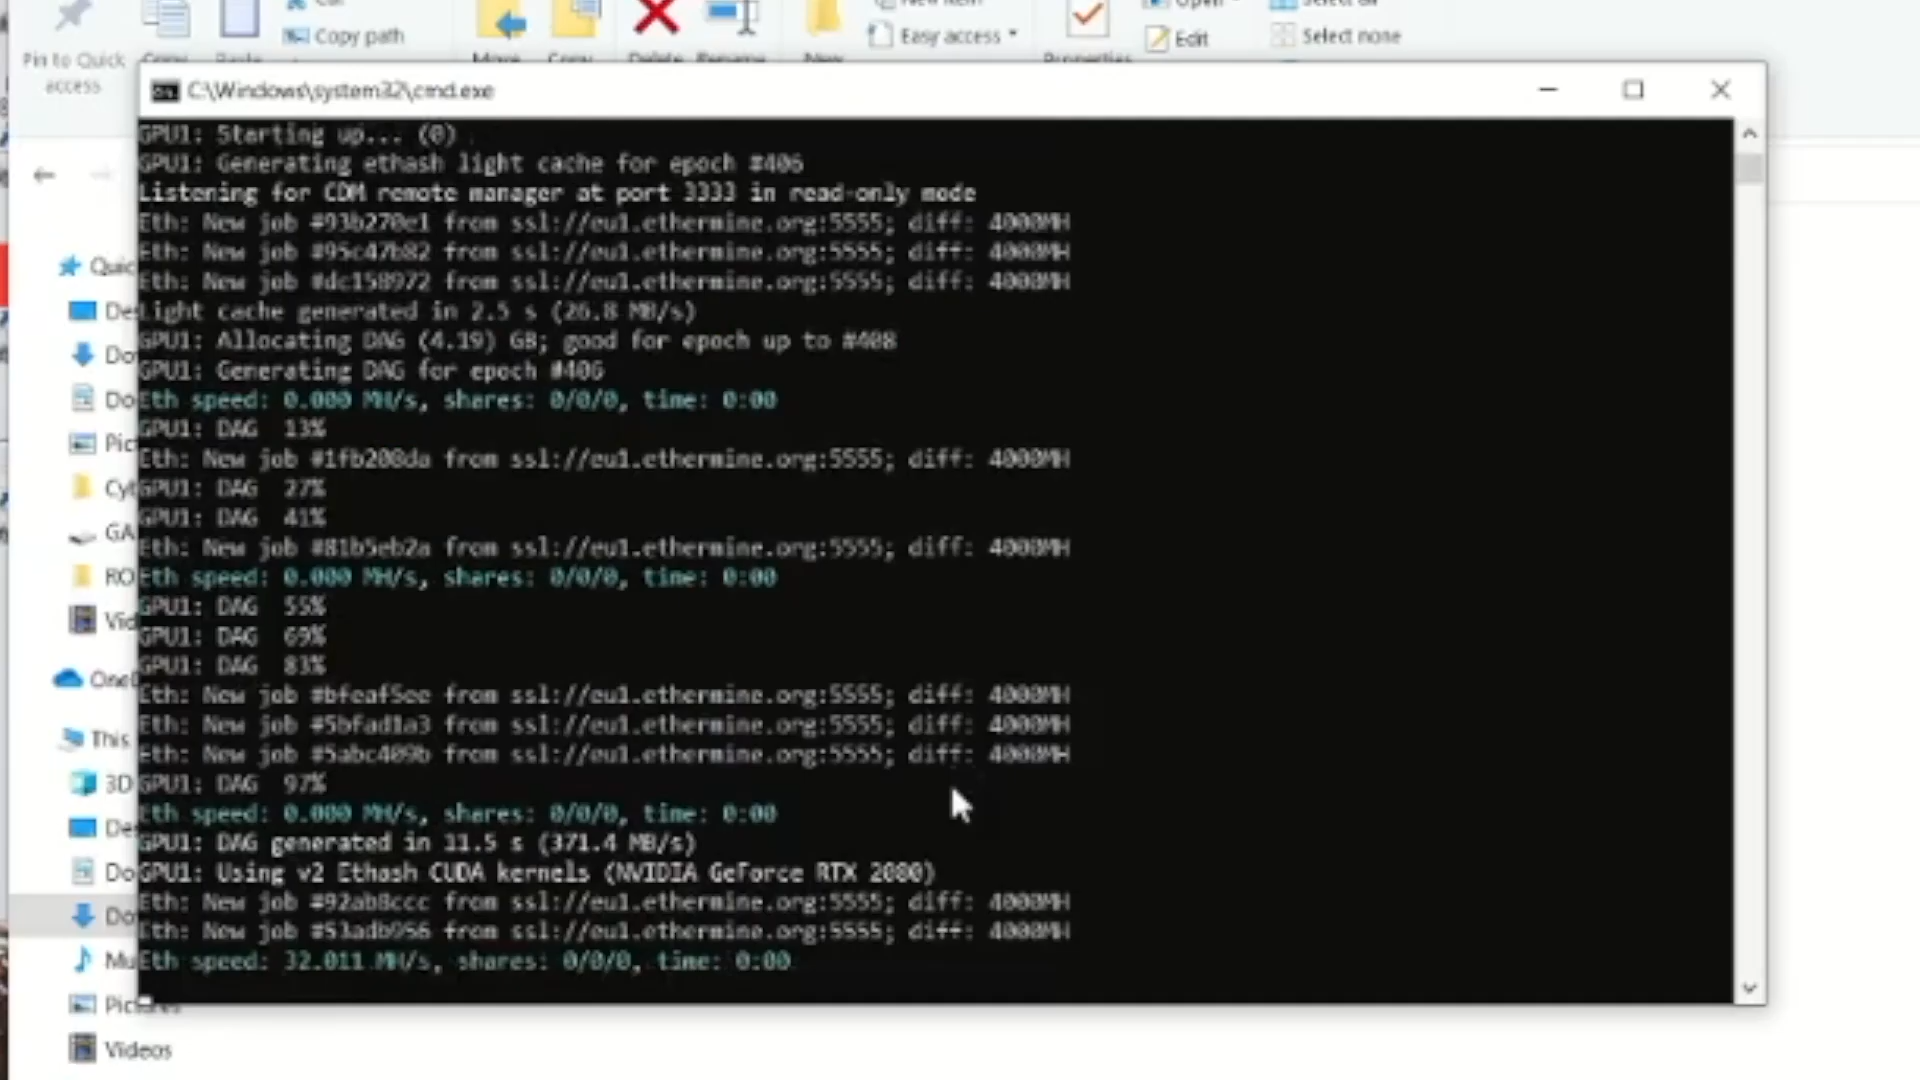 Copy path
Easy access
Edit
Select none
Pin to Quick
access
C:\Windows\system32\cmd.exe
GPU1: Starting up... (0)
GPU1: Generating ethash light cache for epoch #406
Listening for CDM remote manager at port 3333 in read-only mode
Eth: New job #93b270e1 from ssl://eu1.ethermine.org:5555; diff: 4000MH
Eth: New job #95c47b82 from ssl://eu1.ethermine.org:5555; diff: 4000MH
Eth: New job #dc158972 from ssl://eu1.ethermine.org:5555; diff: 4000MH
Light cache generated in 2.5 s (26.8 MB/s)
GPU1: Allocating DAG (4.19) GB; good for epoch up to #408
GPU1: Generating DAG for epoch #406
Eth speed: 0.000 MH/s, shares: 0/0/0, time: 0:00
GPU1: DAG 13%
Eth: New job #1fb208da from ssl://eu1.ethermine.org:5555; diff: 4000MH
GPU1: DAG 27%
GPU1: DAG 41%
Eth: New job #81b5eb2a from ssl://eu1.ethermine.org:5555; diff: 4000MH
Eth speed: 0.000 MH/s, shares: 0/0/0, time: 0:00
GPU1: DAG 55%
GPU1: DAG 69%
GPU1: DAG 83%
Eth: New job #bfeaf5ee from ssl://eu1.ethermine.org:5555; diff: 4000MH
Eth: New job #5bfad1a3 from ssl://eu1.ethermine.org:5555; diff: 4000MH
Eth: New job #5abc409b from ssl://eu1.ethermine.org:5555; diff: 4000MH
GPU1: DAG 97%
Eth speed: 0.000 MH/s, shares: 0/0/0, time: 0:00
GPU1: DAG generated in 11.5 s (371.4 MB/s)
GPU1: Using v2 Ethash CUDA kernels (NVIDIA GeForce RTX 2080)
Eth: New job #92ab8ccc from ssl://eu1.ethermine.org:5555; diff: 4000MH
Eth: New job #53adb956 from ssl://eu1.ethermine.org:5555; diff: 4000MH
Eth speed: 32.011 MH/s, shares: 0/0/0, time: 0:00
Pictures
Videos